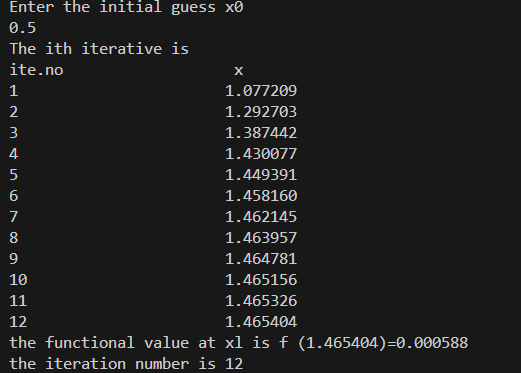 Enter the initial guess x0
0.5
The ith iterative is
ite.no x
1 1.077209
2 1.292703
3 1.387442
4 1.430077
5 1.449391
6 1.458160
7 1.462145
8 1.463957
9 1.464781
10 1.465156
11 1.465326
12 1.465404
the functional value at xl is f (1.465404)=0.000588
the iteration number is 12